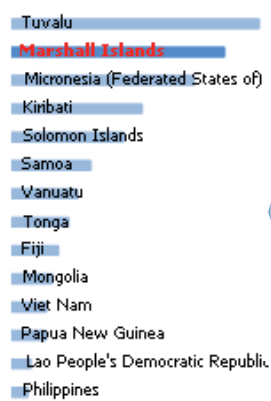 Tuvalu
Marshall Islands
Micronesia (Federated States of)
Kiribati
Solomon Islands
Samoa
Vanuatu
Tonga
Fiji
Mongolia
Viet Nam
Papua New Guinea
Lao People's Democratic Republic
Philippines